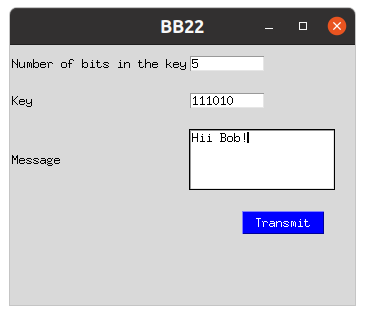 BB22
Number of bits in the key 5
Key 111010
Message Hii Bob!
Transmit